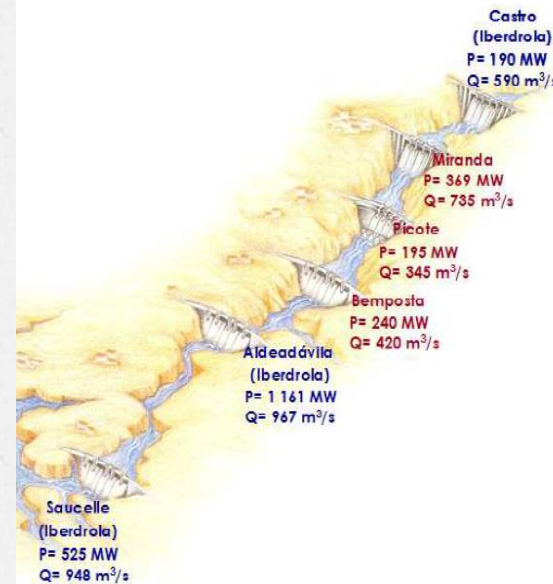 Castro
(Iberdrola)
P= 190 MW
Q= 590 m³/s
Miranda
P= 369 MW
Q= 735 m³/s
Picote
P= 195 MW
Q= 345 m³/s
Bemposta
P= 240 MW
Q= 420 m³/s
Aldeadávila
(Iberdrola)
P= 1 161 MW
Q= 967 m³/s
Saucelle
(Iberdrola)
P= 525 MW
Q= 948 m³/s